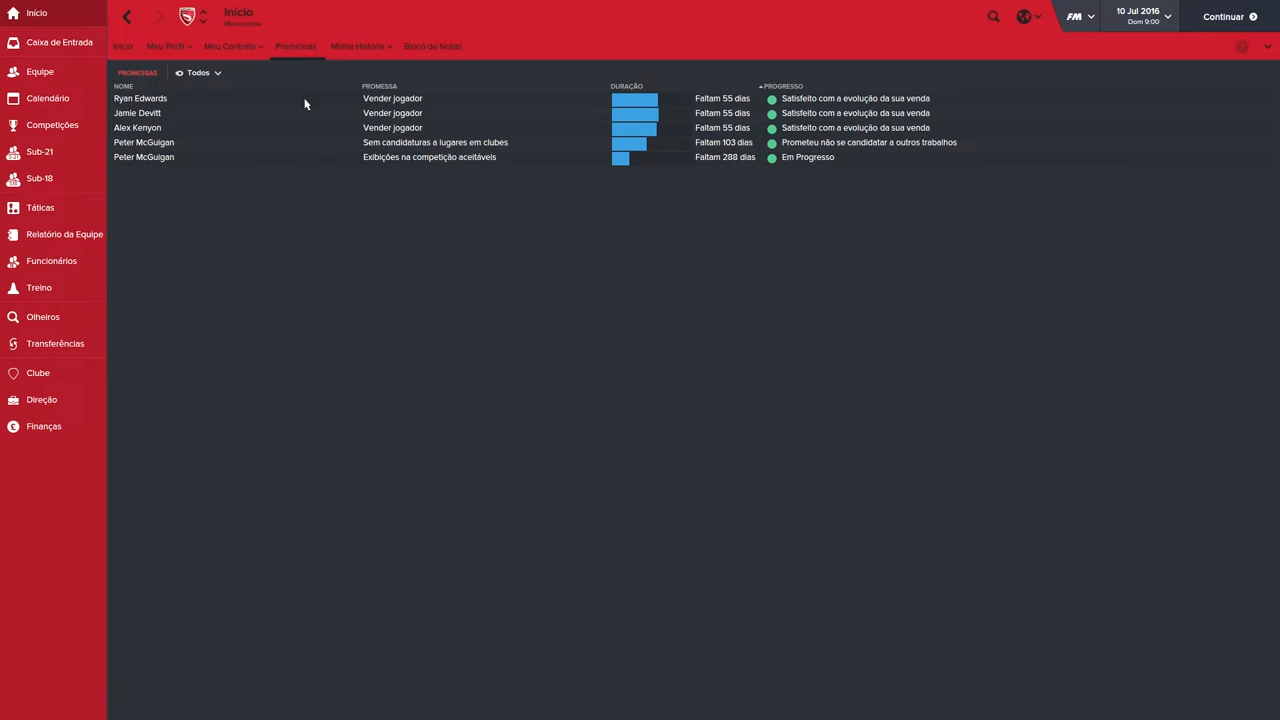 Início
Caixa de Entrada
Equipe
Calendário
Competições
Sub-21
Sub-18
Táticas
Relatório da Equipe
Funcionários
Treino
Olheiros
Transferências
Clube
Direção
Finanças
Início
Morecambe
FM
10 Jul 2016
Dom 9:00
Continuar
Início Meu Perfil Meu Contrato Promessas Minha História Bloco de Notas
PROMESSAS Todos
NOME PROMESSA DURAÇÃO PROGRESSO
Ryan Edwards Vender jogador Faltam 55 dias Satisfeito com a evolução da sua venda
Jamie Devitt Vender jogador Faltam 55 dias Satisfeito com a evolução da sua venda
Alex Kenyon Vender jogador Faltam 55 dias Satisfeito com a evolução da sua venda
Peter McGuigan Sem candidaturas a lugares em clubes Faltam 103 dias Prometeu não se candidatar a outros trabalhos
Peter McGuigan Exibições na competição aceitáveis Faltam 288 dias Em Progresso